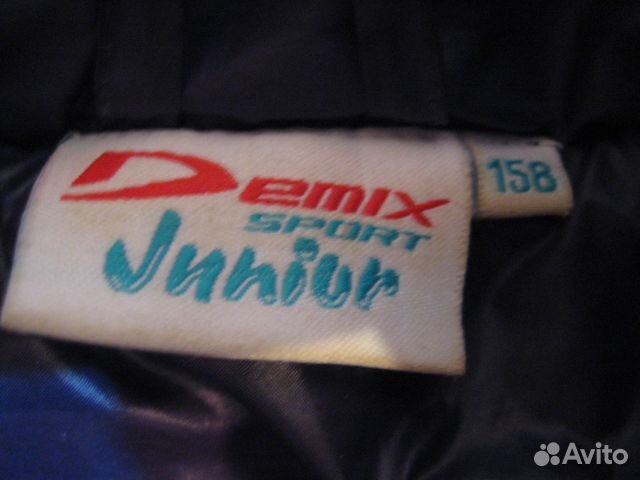 Demix
SPORT
Junior
158
Avito